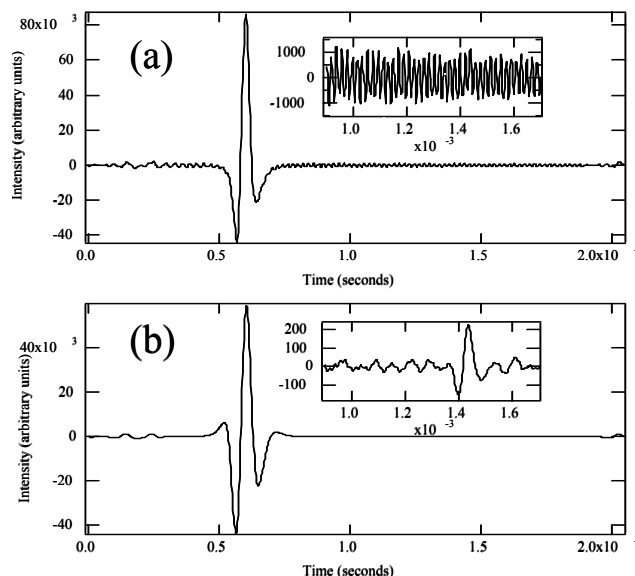 80x10 3
(a)
60
40
20
0
-20
-40
Intensity (arbitrary units)
1000
0
-1000
1.0 1.2 1.4 1.6
x10 -3
0.0 0.5 1.0 1.5 2.0x10
Time (seconds)
(b)
40x10 3
20
0
-20
-40
Intensity (arbitrary units)
200
100
0
-100
1.0 1.2 1.4 1.6
x10 -3
0.0 0.5 1.0 1.5 2.0x10
Time (seconds)